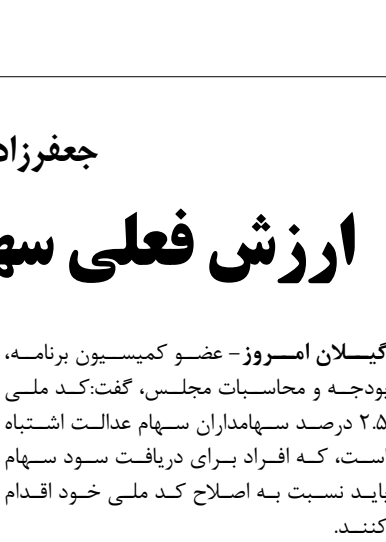 جعفرزاد
ارزش فعلی سها
گیلان امروز- عضو کمیسیون برنامه،
بودجه و محاسبات مجلس، گفت:کد ملی
۲.۵ درصد سهامداران سهام عدالت اشتباه
است، که افراد برای دریافت سود سهام
باید نسبت به اصلاح کد ملی خود اقدام
کنند.